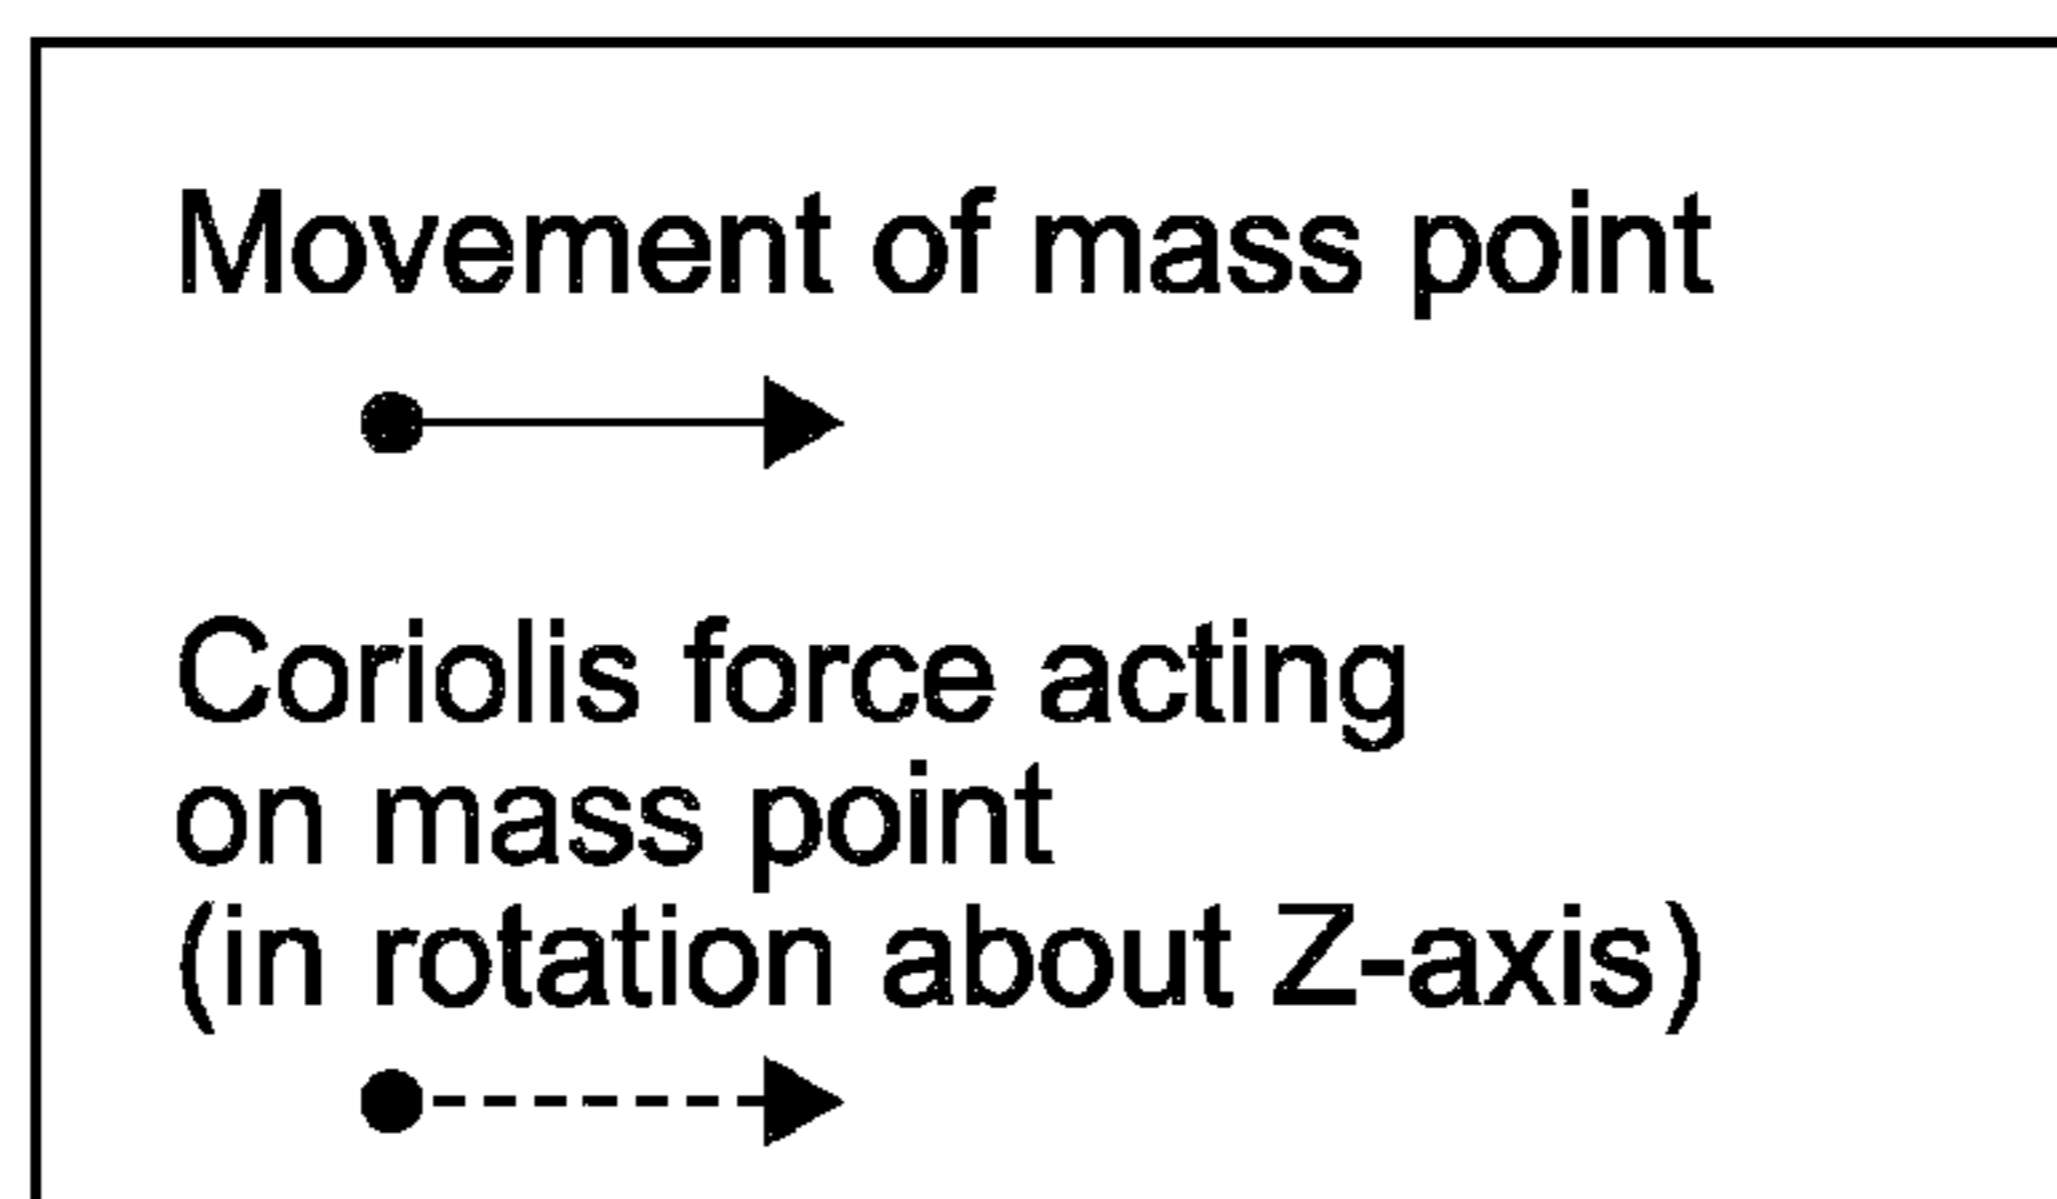 Movement of mass point
Coriolis force acting
on mass point
(in rotation about Z-axis)